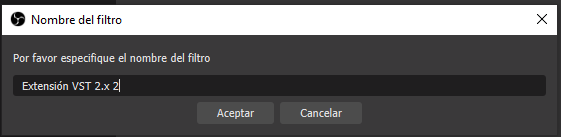 Nombre del filtro
Por favor especifique el nombre del filtro
Extensión VST 2.x 2
Aceptar Cancelar